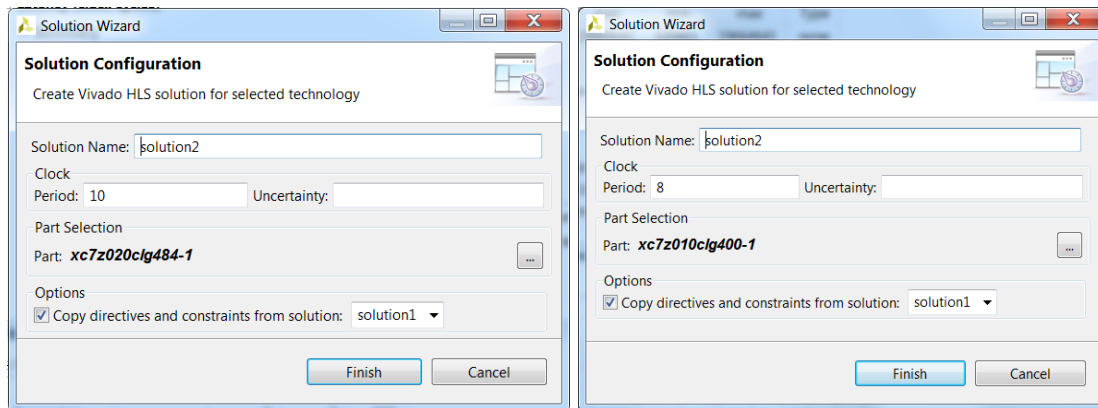 Solution Wizard
Solution Configuration
Create Vivado HLS solution for selected technology
Solution Name: solution2
Clock
Period: 10 Uncertainty:
Part Selection
Part: xc7z020clg484-1 ...
Options
Copy directives and constraints from solution: solution1
Finish Cancel
Solution Wizard
Solution Configuration
Create Vivado HLS solution for selected technology
Solution Name: solution2
Clock
Period: 8 Uncertainty:
Part Selection
Part: xc7z010clg400-1 ...
Options
Copy directives and constraints from solution: solution1
Finish Cancel